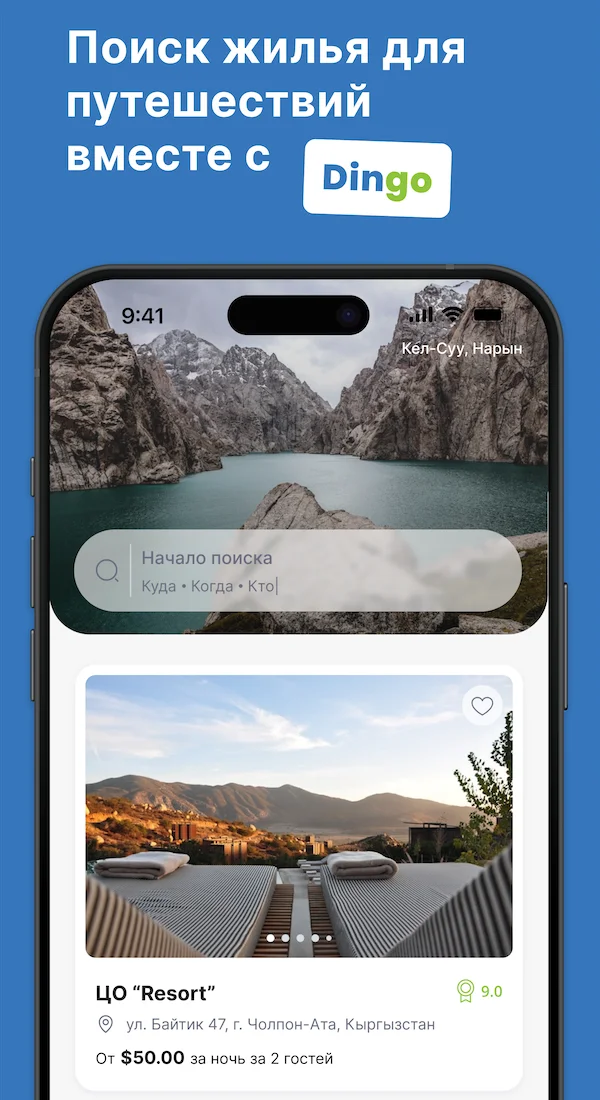 Поиск жилья для
путешествий
вместе с
Dingo
9:41
Кёл-Суу, Нарын
Начало поиска
Куда • Когда • Кто
ЦО “Resort”
9.0
ул. Байтик 47, г. Чолпон-Ата, Кыргызстан
От $50.00 за ночь за 2 гостей